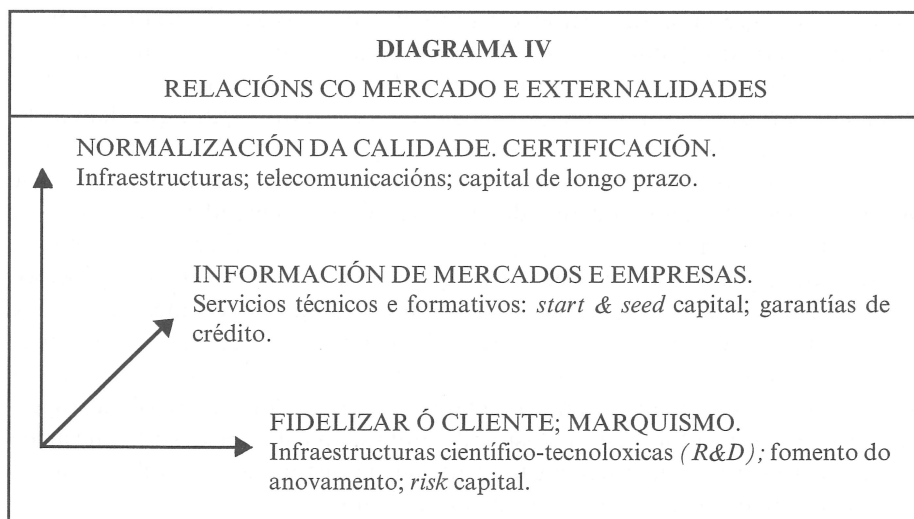 DIAGRAMA IV
RELACIÓNS CO MERCADO E EXTERNALIDADES
NORMALIZACIÓN DA CALIDADE. CERTIFICACIÓN.
Infraestructuras; telecomunicacións; capital de longo prazo.
INFORMACIÓN DE MERCADOS E EMPRESAS.
Servicios técnicos e formativos: start & seed capital; garantías de
crédito.
FIDELIZAR Ó CLIENTE; MARQUISMO.
Infraestructuras científico-tecnoloxicas (R&D); fomento do
anovamento; risk capital.